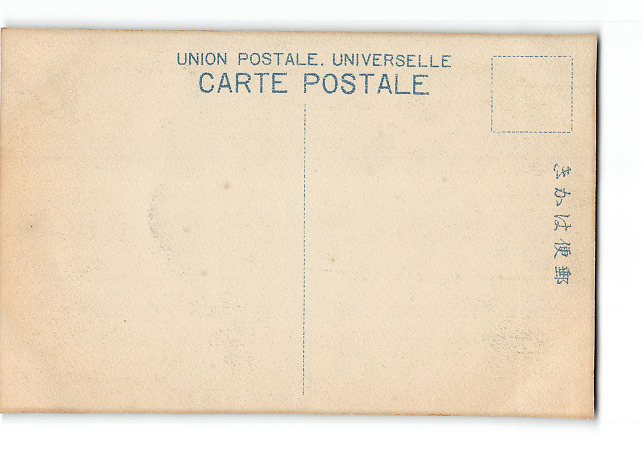 UNION POSTALE. UNIVERSELLE
CARTE POSTALE
郵便はかき